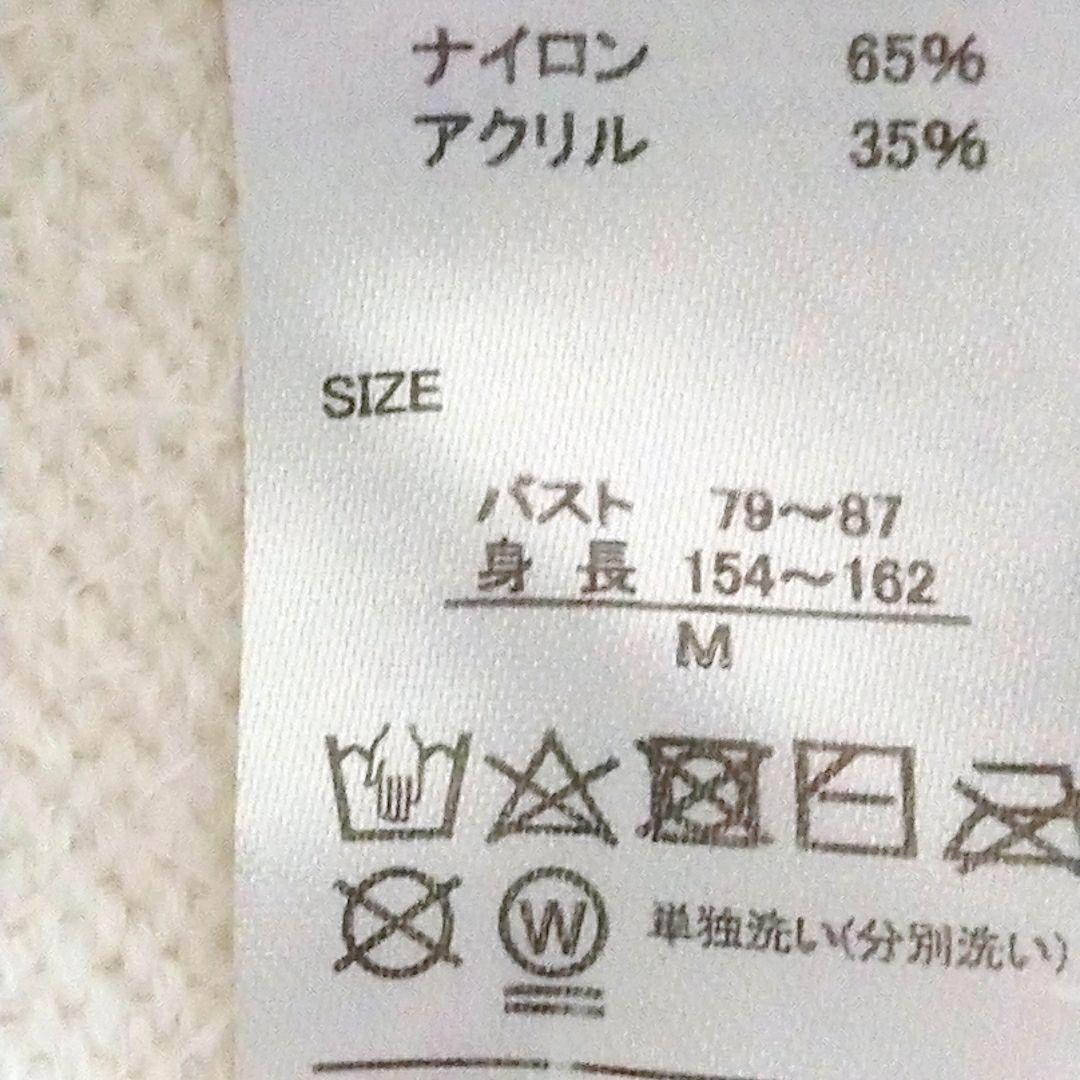 ナイロン 65%
アクリル 35%
SIZE
バスト 79～87
身長 154～162
M
W
単独洗い(分別洗い)